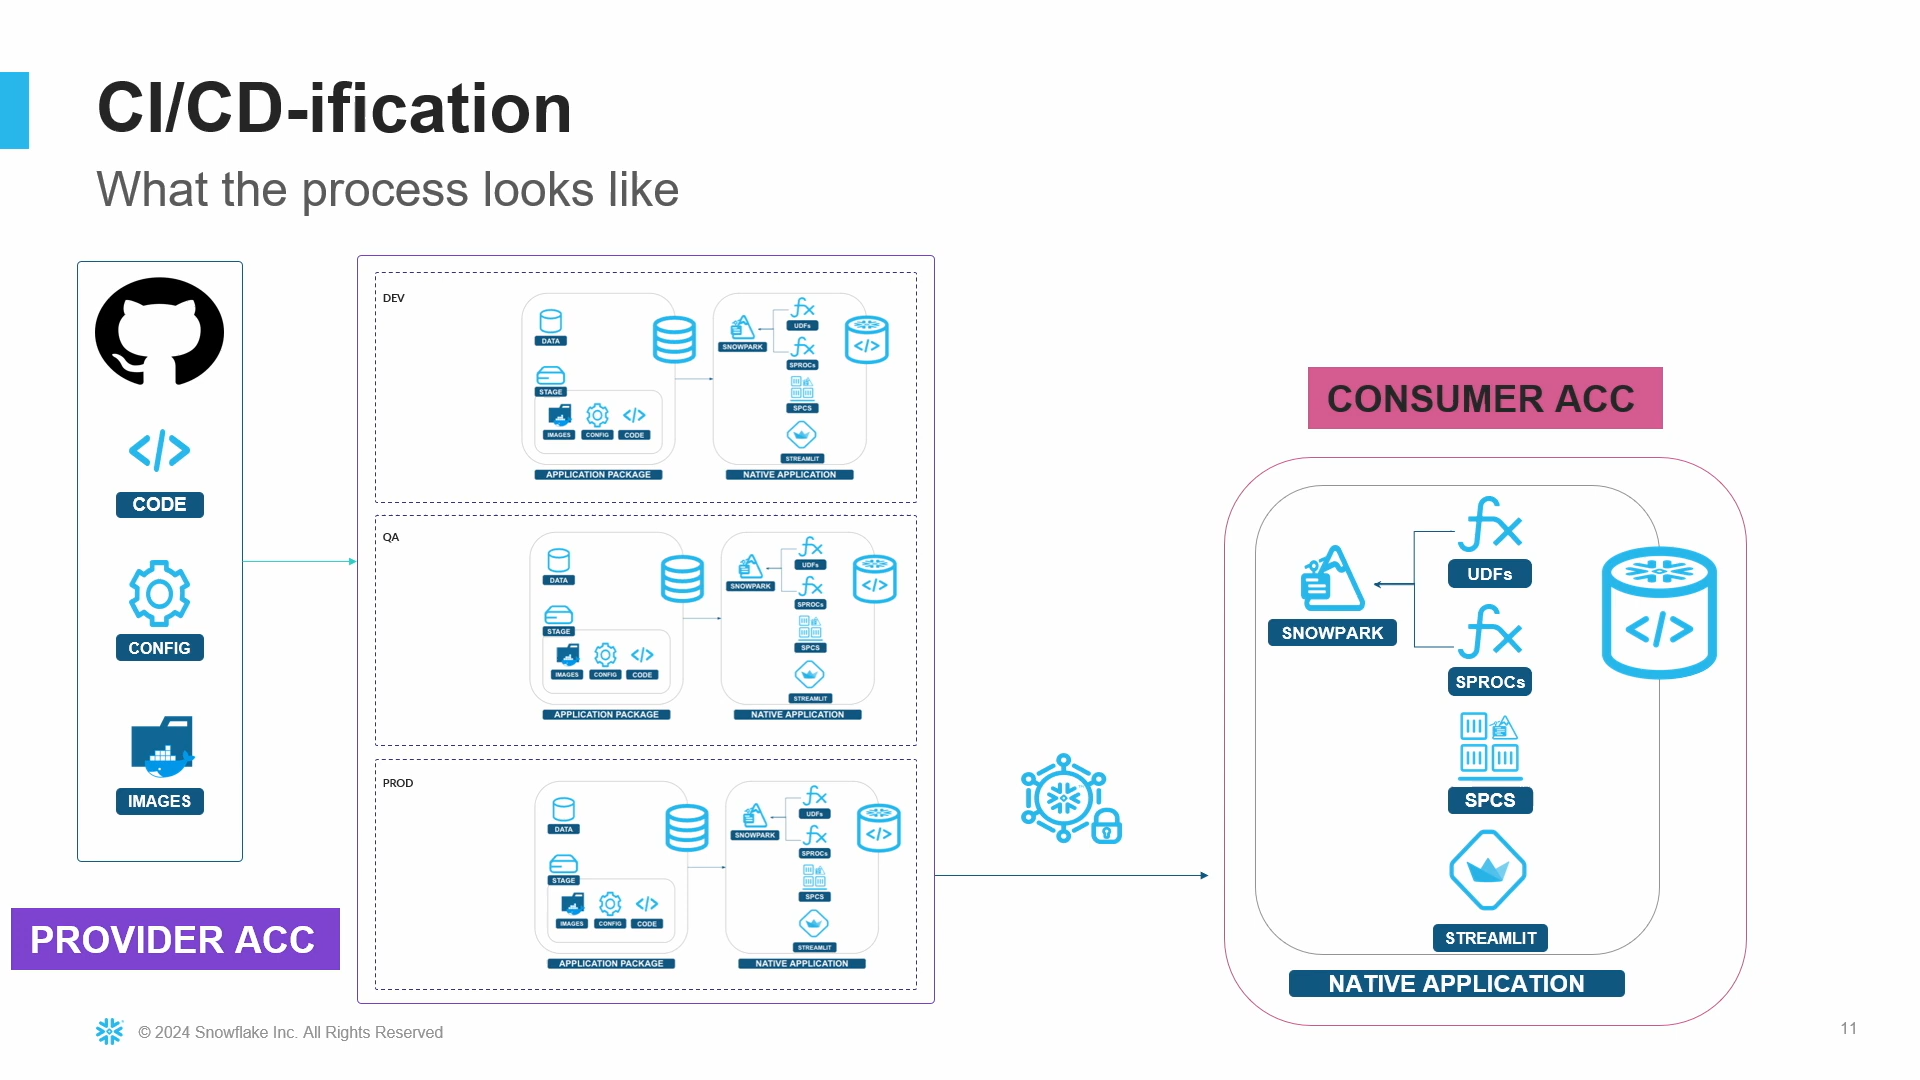 CI/CD-ification
What the process looks like
CODE
CONFIG
IMAGES
PROVIDER ACC
DEV
DATA
STAGE
IMAGES
CONFIG
CODE
APPLICATION PACKAGE
SNOWPARK
UDFs
SPROCs
SPCS
STREAMLIT
NATIVE APPLICATION
QA
DATA
STAGE
IMAGES
CONFIG
CODE
APPLICATION PACKAGE
SNOWPARK
UDFs
SPROCs
SPCS
STREAMLIT
NATIVE APPLICATION
PROD
DATA
STAGE
IMAGES
CONFIG
CODE
APPLICATION PACKAGE
SNOWPARK
UDFs
SPROCs
SPCS
STREAMLIT
NATIVE APPLICATION
CONSUMER ACC
SNOWPARK
UDFs
SPROCs
SPCS
STREAMLIT
NATIVE APPLICATION
© 2024 Snowflake Inc. All Rights Reserved
11